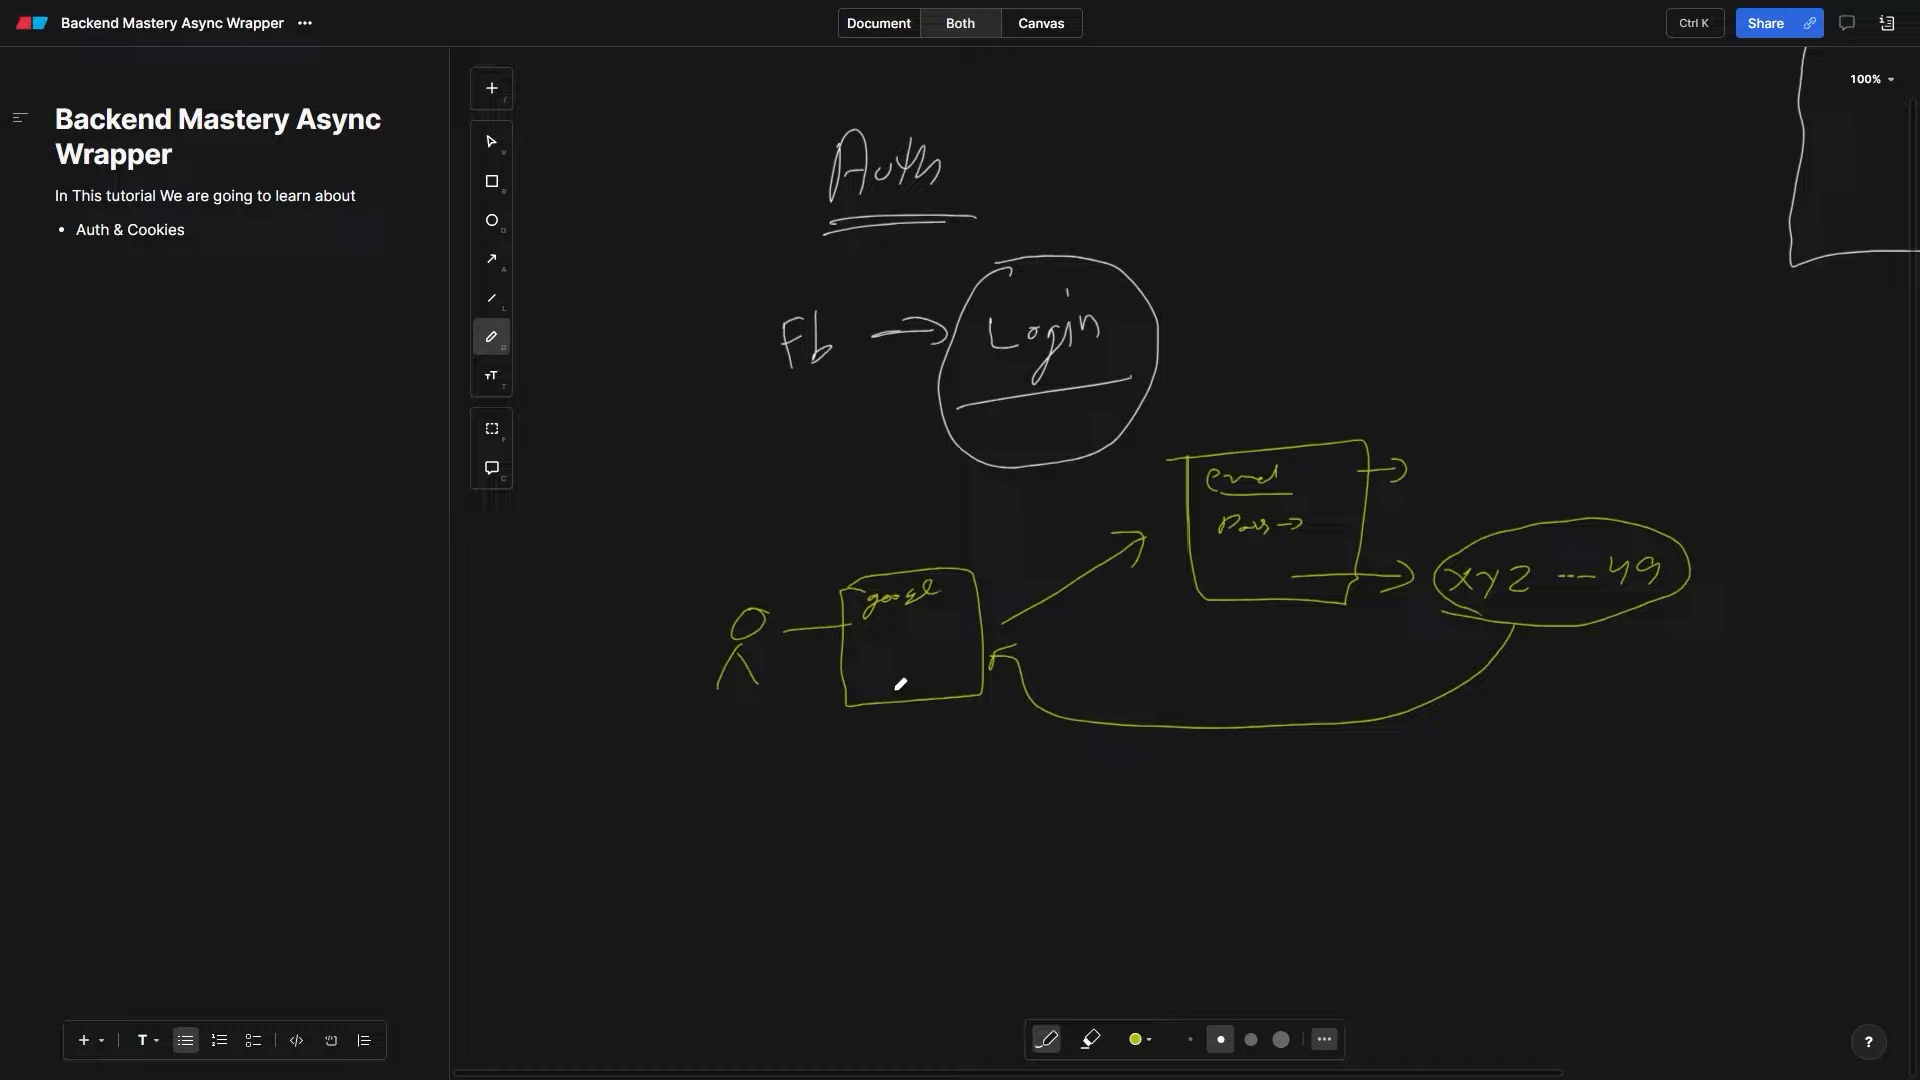 Backend Mastery Async Wrapper
Document
Both
Canvas
Ctrl K
Share
100%
Backend Mastery Async
Wrapper
In This tutorial We are going to learn about
• Auth & Cookies
Auth
Fb
Login
Pass
xyz --- 49
google
T
?